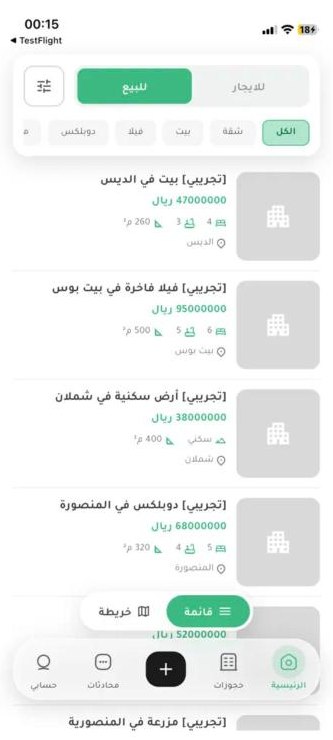 00:15
18
◀ TestFlight
للايجار
للبيع
الكل
شقة
بيت
فيلا
دوبلكس
[تجريبي] بيت في الديس
47000000 ريال
4
3
260 م²
الديس
[تجريبي] فيلا فاخرة في بيت بوس
95000000 ريال
6
5
500 م²
بيت بوس
[تجريبي] أرض سكنية في شملان
38000000 ريال
سكني
400 م²
شملان
[تجريبي] دوبلكس في المنصورة
68000000 ريال
5
4
320 م²
المنصورة
قائمة
خريطة
52000000 ريال
الرئيسية
حجوزات
+
محادثات
حسابي
[تجريبي] مزرعة في المنصورية